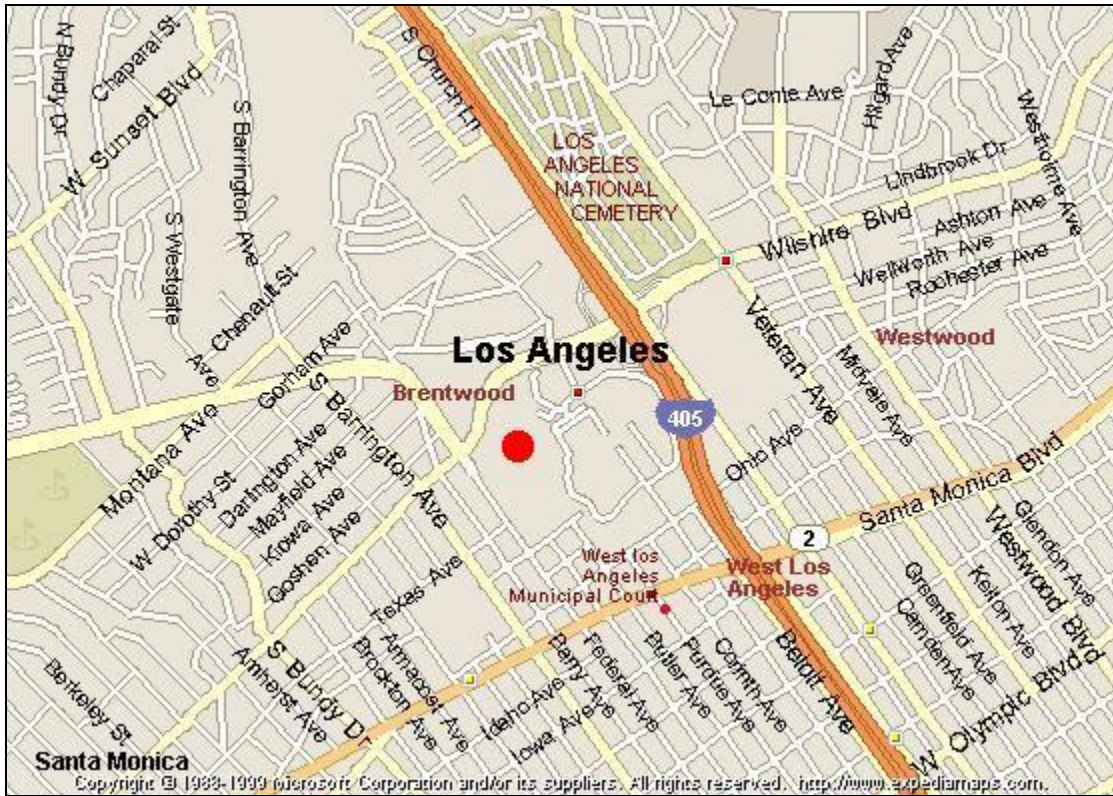 N Bundy Dr
Chaparal St
W Sunset Blvd
S Barrington Ave
S Westgate
Ave
S Church Ln
LOS
ANGELES
NATIONAL
CEMETERY
Le Conte Ave
Hilgard Ave
Westholme Ave
Lindbrook Dr
Wilshire Blvd
Ashton Ave
Wellworth Ave
Rochester Ave
Chenault St
Gorham Ave
Los Angeles
Brentwood
Westwood
Veteran Ave
Midvale Ave
405
Montana Ave
S Barrington Ave
W Dorothy St
Darlington Ave
Mayfield Ave
Kiowa Ave
Goshen Ave
Ohio Ave
Santa Monica Blvd
2
West los
Angeles
Municipal Court
West Los
Angeles
Texas Ave
Westwood Blvd
Glendon Ave
Kelton Ave
Greenfield Ave
Camden Ave
S Bundy Dr
Amherst Ave
Brockton Ave
Armacost Ave
Idaho Ave
Iowa Ave
Barry Ave
Federal Ave
Butler Ave
Purdue Ave
Corinth Ave
Beloit Ave
W Olympic Blvd
Berkeley St
Santa Monica
Copyright © 1988-1999 Microsoft Corporation and/or its suppliers. All rights reserved. http://www.expediamaps.com.